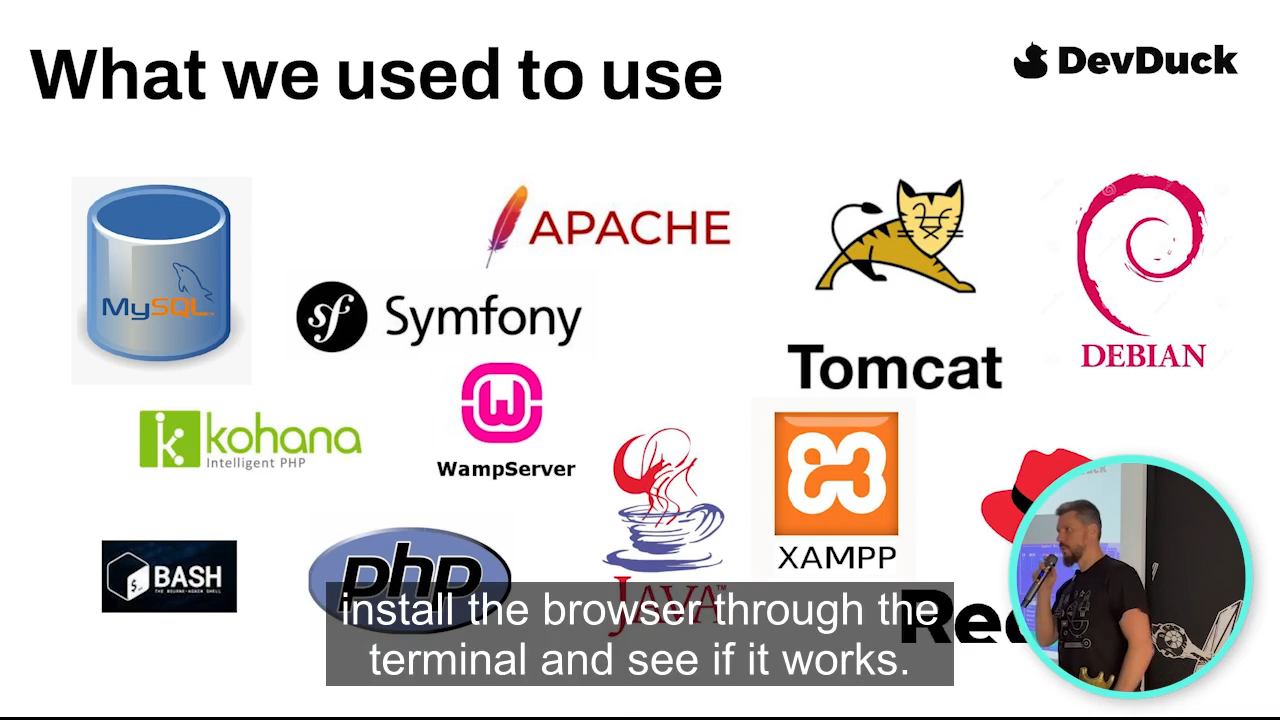 What we used to use
DevDuck
MySQL
APACHE
Symfony
Tomcat
DEBIAN
kohana
Intelligent PHP
WampServer
XAMPP
BASH
THE BOURNE-AGAIN SHELL
php
JAVA
install the browser through the
terminal and see if it works.